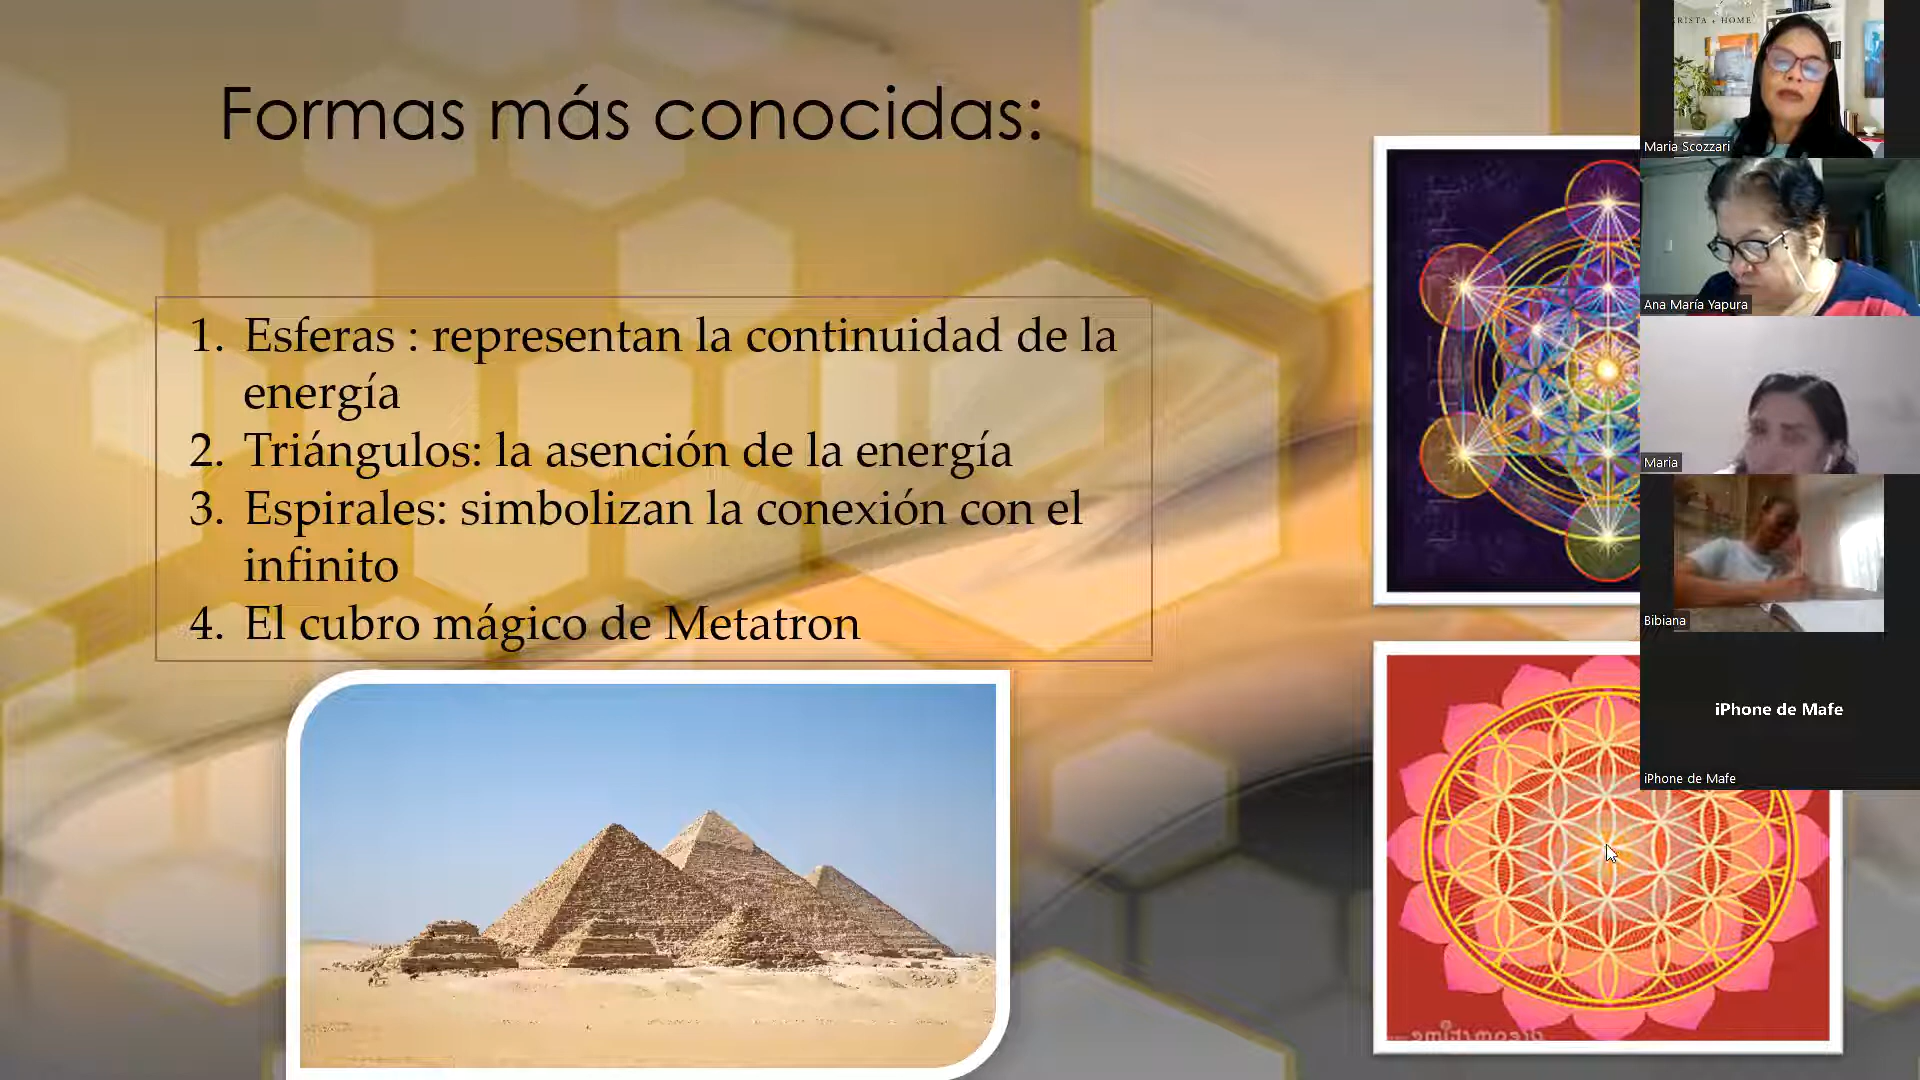 Formas más conocidas:
1. Esferas : representan la continuidad de la
energía
2. Triángulos: la asención de la energía
3. Espirales: simbolizan la conexión con el
infinito
4. El cubro mágico de Metatron
Maria Scozzari
Ana María Yapura
Maria
Bibiana
iPhone de Mafe
iPhone de Mafe